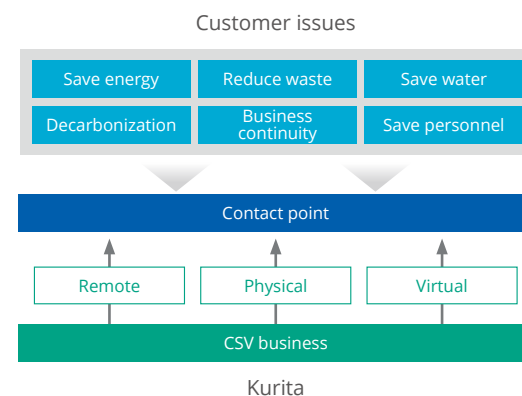 Customer issues
Save energy
Reduce waste
Save water
Decarbonization
Business
continuity
Save personnel
Contact point
Remote
Physical
Virtual
CSV business
Kurita